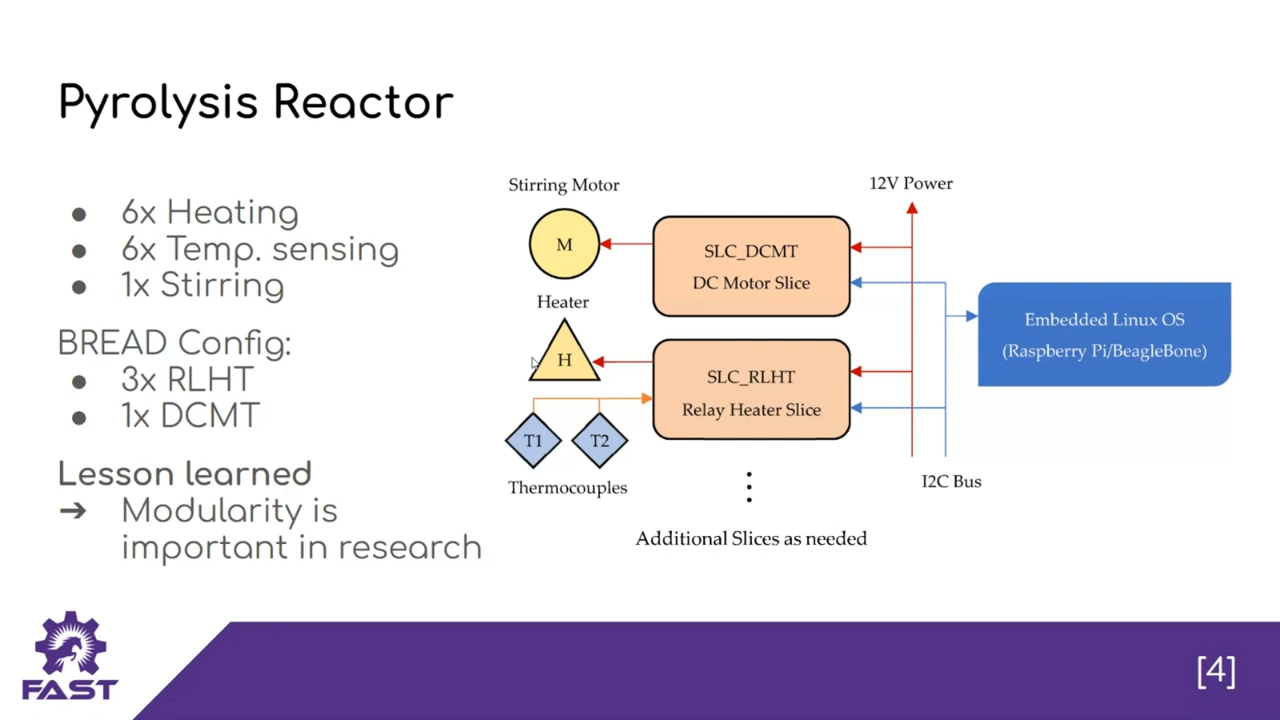 Pyrolysis Reactor
● 6x Heating
● 6x Temp. sensing
● 1x Stirring
BREAD Config:
● 3x RLHT
● 1x DCMT
Lesson learned
➔ Modularity is
important in research
Stirring Motor
M
Heater
H
T1
T2
Thermocouples
SLC_DCMT
DC Motor Slice
SLC_RLHT
Relay Heater Slice
Additional Slices as needed
12V Power
I2C Bus
Embedded Linux OS
(Raspberry Pi/BeagleBone)
FAST
[4]